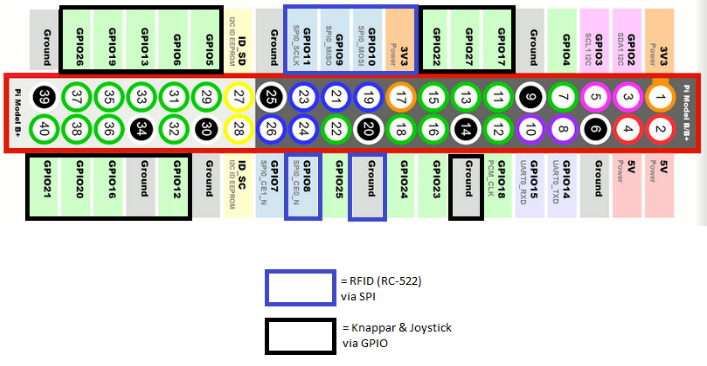 Ground
GPIO26
GPIO19
GPIO13
GPIO6
GPIO5
ID_SD
I2C ID EEPROM
Ground
GPIO11
SPI0_SCLK
GPIO9
SPI0_MISO
GPIO10
SPI0_MOSI
3V3
Power
GPIO22
GPIO27
GPIO17
GPIO4
GPIO3
SCL1 I2C
GPIO2
SDA1 I2C
3V3
Power
Pi Model B+
39 37 35 33 31 29 27 25 23 21 19 17 15 13 11 9 7 5 3 1
40 38 36 34 32 30 28 26 24 22 20 18 16 14 12 10 8 6 4 2
Pi Model B/B+
GPIO21
GPIO20
GPIO16
Ground
GPIO12
Ground
ID_SC
I2C ID EEPROM
GPIO7
SPI0_CE1_N
GPIO8
SPI0_CE0_N
GPIO25
Ground
GPIO24
GPIO23
Ground
GPIO18
PCM_CLK
GPIO15
UART0_RXD
GPIO14
UART0_TXD
Ground
5V
Power
5V
Power
= RFID (RC-522)
via SPI
= Knappar & Joystick
via GPIO